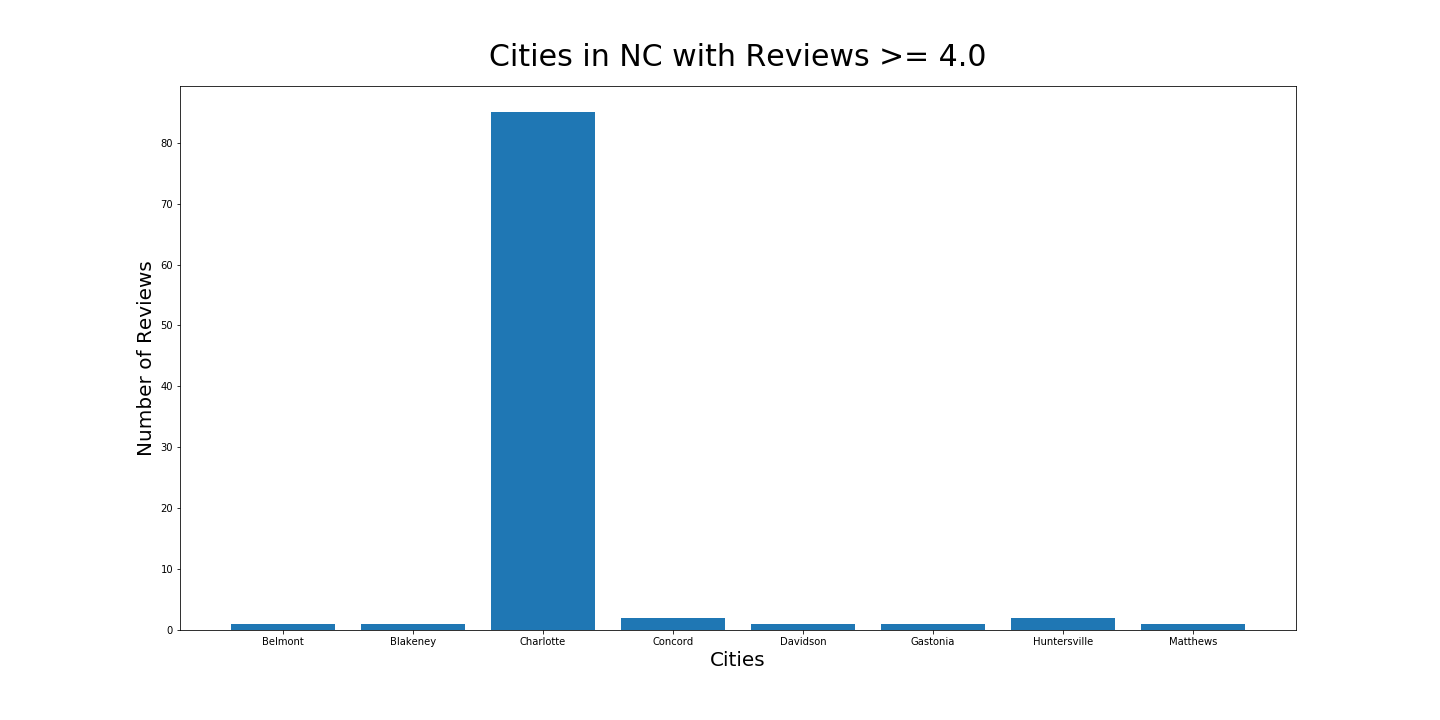 Cities in NC with Reviews >= 4.0
Number of Reviews
80
70
60
50
40
30
20
10
0
Belmont Blakeney Charlotte Concord Davidson Gastonia Huntersville Matthews
Cities